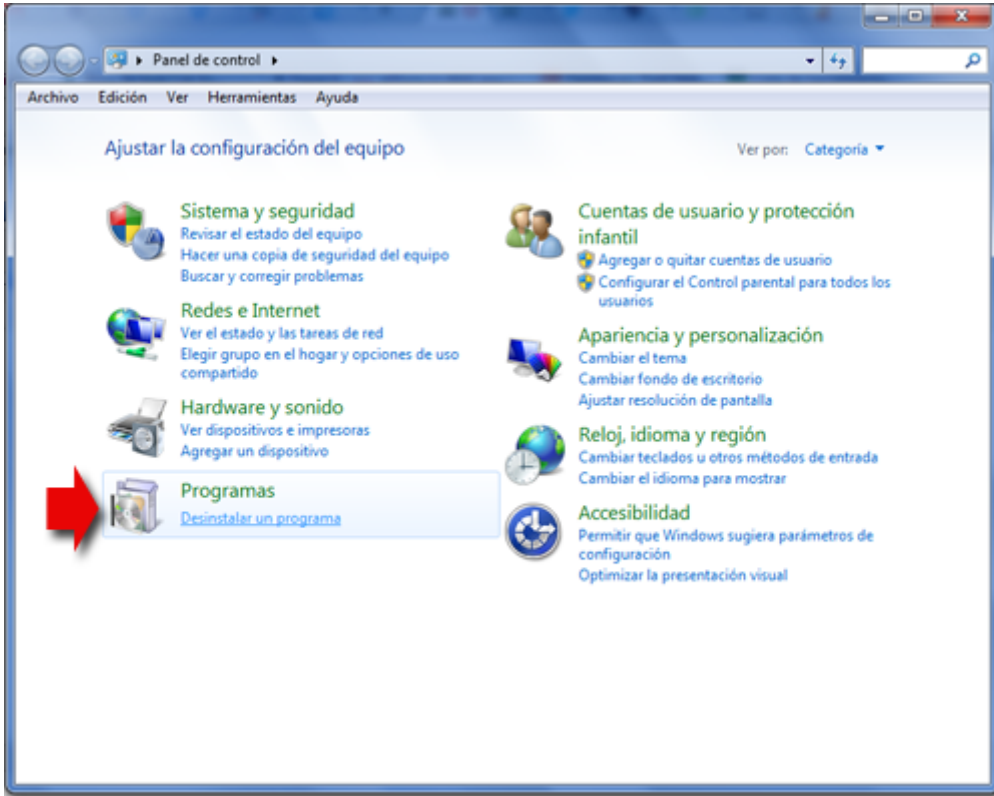 Panel de control
Archivo Edición Ver Herramientas Ayuda
Ajustar la configuración del equipo
Ver por: Categoría
Sistema y seguridad
Revisar el estado del equipo
Hacer una copia de seguridad del equipo
Buscar y corregir problemas
Redes e Internet
Ver el estado y las tareas de red
Elegir grupo en el hogar y opciones de uso
compartido
Hardware y sonido
Ver dispositivos e impresoras
Agregar un dispositivo
Programas
Desinstalar un programa
Cuentas de usuario y protección
infantil
Agregar o quitar cuentas de usuario
Configurar el Control parental para todos los
usuarios
Apariencia y personalización
Cambiar el tema
Cambiar fondo de escritorio
Ajustar resolución de pantalla
Reloj, idioma y región
Cambiar teclados u otros métodos de entrada
Cambiar el idioma para mostrar
Accesibilidad
Permitir que Windows sugiera parámetros de
configuración
Optimizar la presentación visual